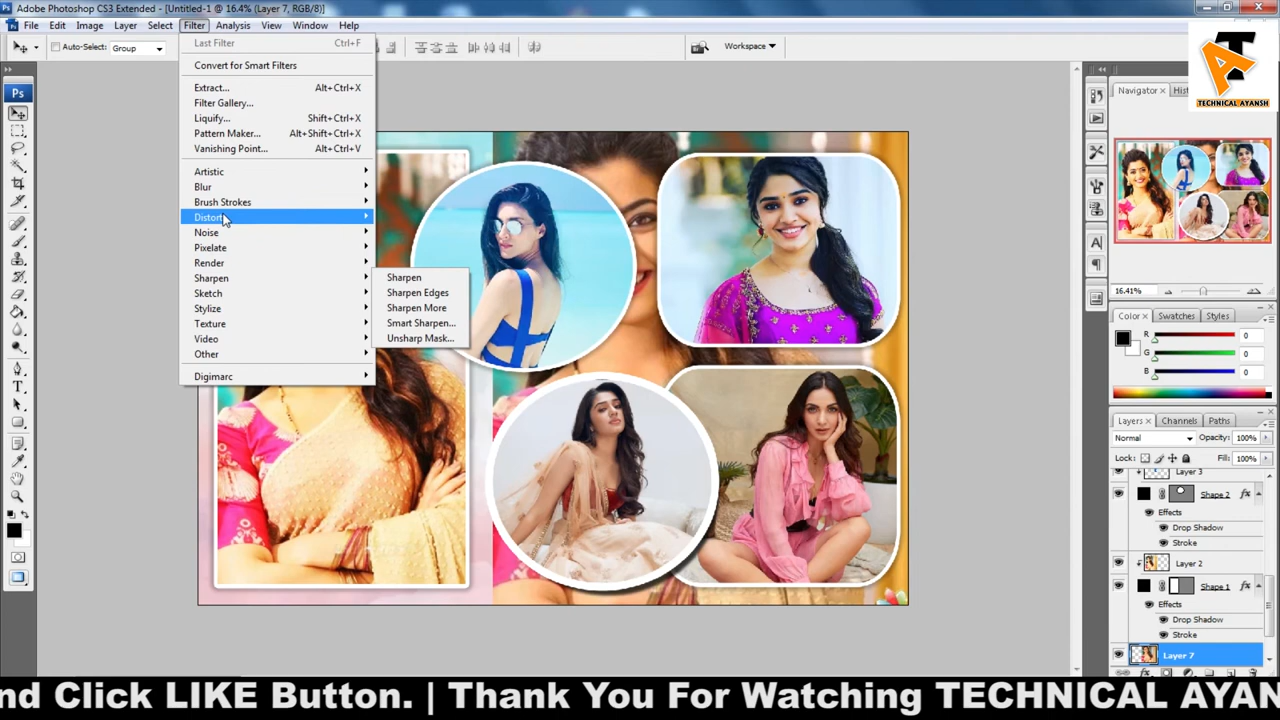 Adobe Photoshop CS3 Extended - [Untitled-1 @ 16.4% (Layer 7, RGB/8)]
Ps File Edit Image Layer Select Filter Analysis View Window Help
Auto-Select: Group
Workspace
Last Filter Ctrl+F
Convert for Smart Filters
Extract... Alt+Ctrl+X
Filter Gallery...
Liquify... Shift+Ctrl+X
Pattern Maker... Alt+Shift+Ctrl+X
Vanishing Point... Alt+Ctrl+V
Artistic
Blur
Brush Strokes
Distort
Noise
Pixelate
Render
Sharpen
Sketch
Stylize
Texture
Video
Other
Digimarc
Sharpen
Sharpen Edges
Sharpen More
Smart Sharpen...
Unsharp Mask...
Ps
T
TECHNICAL AYANSH
Navigator
16.41%
Color Swatches Styles
R 0
G 0
B 0
Layers Channels Paths
Normal Opacity: 100%
Lock: Fill: 100%
Layer 3
Shape 2 fx
Effects
Drop Shadow
Stroke
Layer 2
Shape 1 fx
Effects
Drop Shadow
Stroke
Layer 7
nd Click LIKE Button. | Thank You For Watching TECHNICAL AYAN